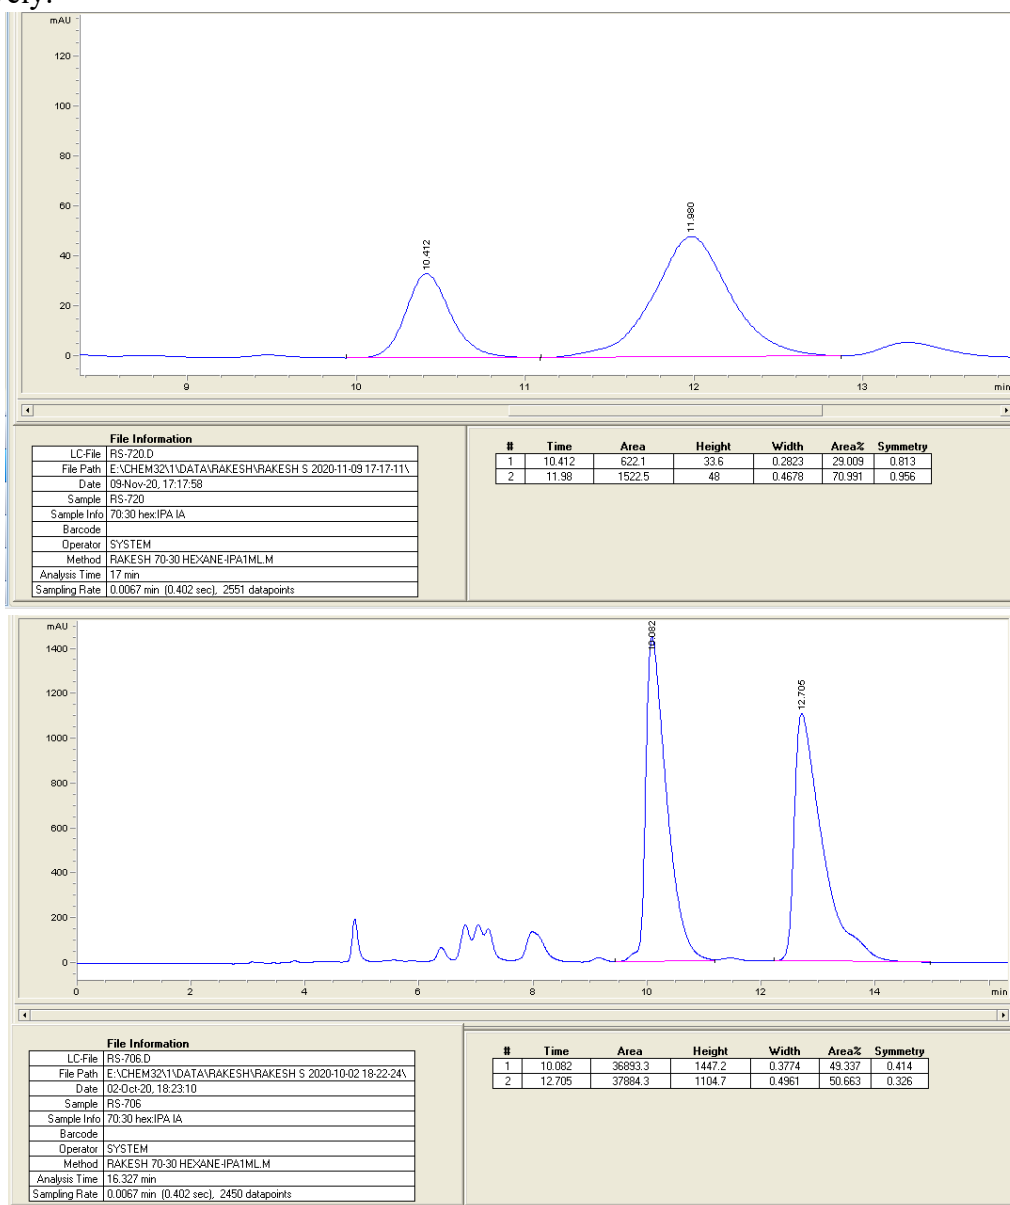 ery.
mAU
120
100
80
60
40
20
0
10.412
11.980
9 10 11 12 13 min
File Information
LC-File RS-720.D
File Path E:\CHEM32\1\DATA\RAKESH\RAKESH S 2020-11-09 17-17-11\
Date 09-Nov-20, 17:17:58
Sample RS-720
Sample Info 70:30 hex:IPA IA
Barcode
Operator SYSTEM
Method RAKESH 70-30 HEXANE-IPA1ML.M
Analysis Time 17 min
Sampling Rate 0.0067 min (0.402 sec), 2551 datapoints
# Time Area Height Width Area% Symmetry
1 10.412 622.1 33.6 0.2823 29.009 0.813
2 11.98 1522.5 48 0.4678 70.991 0.956
mAU
1400
1200
1000
800
600
400
200
0
10.082
12.705
0 2 4 6 8 10 12 14 min
File Information
LC-File RS-706.D
File Path E:\CHEM32\1\DATA\RAKESH\RAKESH S 2020-10-02 18-22-24\
Date 02-Oct-20, 18:23:10
Sample RS-706
Sample Info 70:30 hex:IPA IA
Barcode
Operator SYSTEM
Method RAKESH 70-30 HEXANE-IPA1ML.M
Analysis Time 16.327 min
Sampling Rate 0.0067 min (0.402 sec), 2450 datapoints
# Time Area Height Width Area% Symmetry
1 10.082 36893.3 1447.2 0.3774 49.337 0.414
2 12.705 37884.3 1104.7 0.4961 50.663 0.326